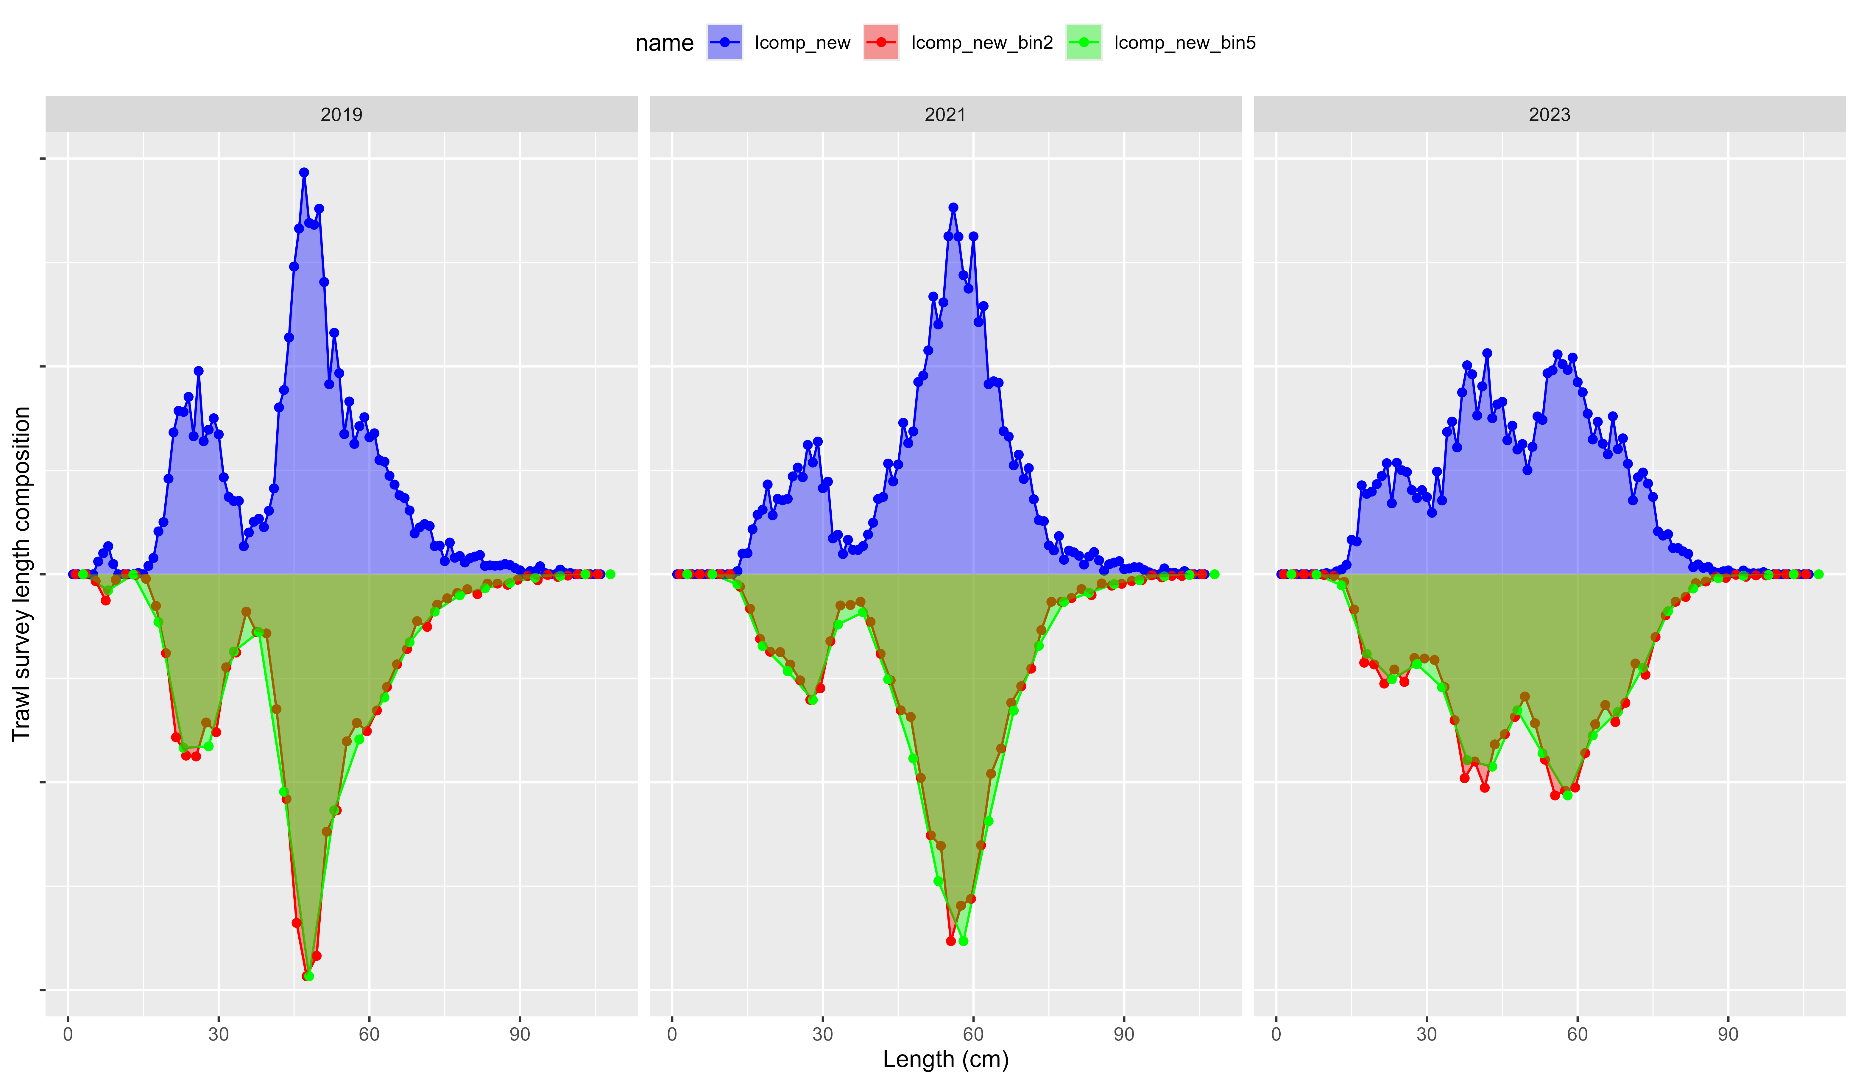 name lcomp_new lcomp_new_bin2 lcomp_new_bin5
2019 2021 2023
Trawl survey length composition
0 30 60 90 0 30 60 90 0 30 60 90
Length (cm)